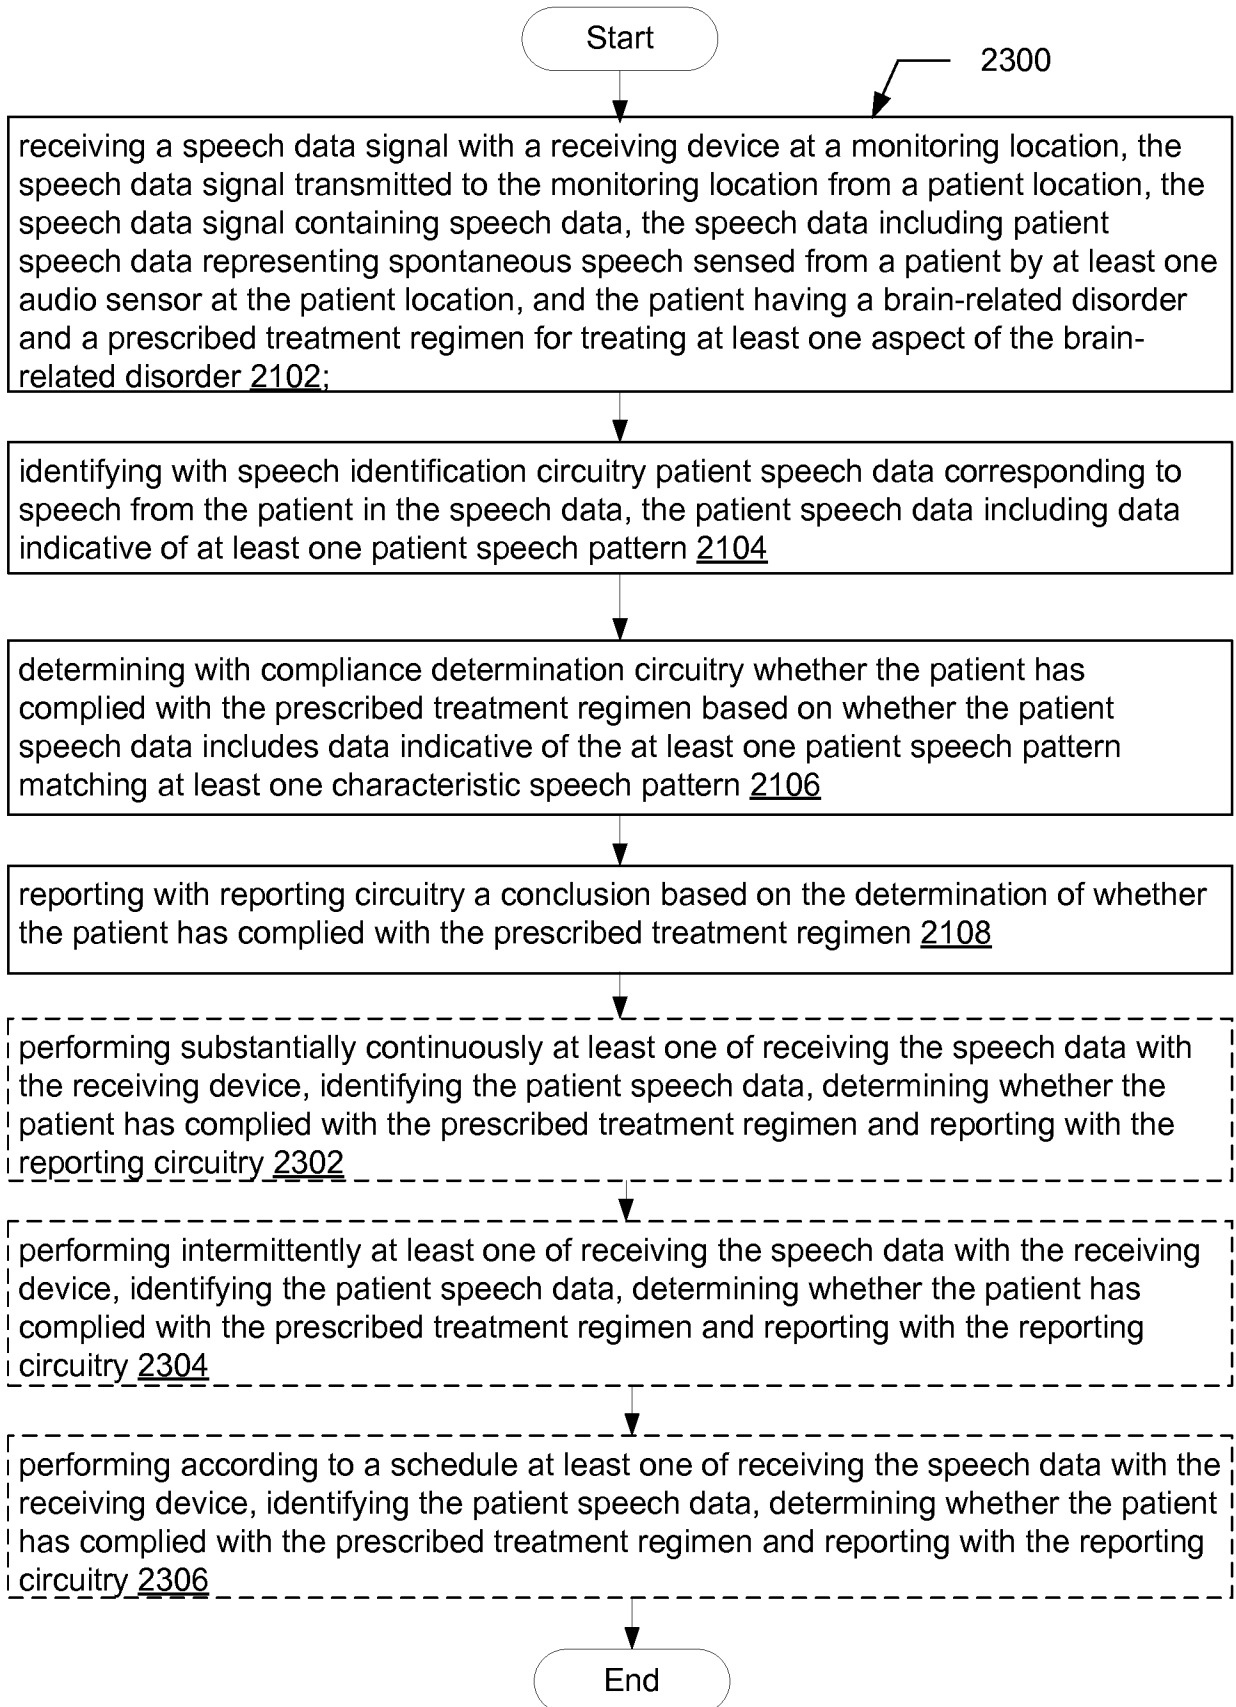 Start
2300
receiving a speech data signal with a receiving device at a monitoring location, the
speech data signal transmitted to the monitoring location from a patient location, the
speech data signal containing speech data, the speech data including patient
speech data representing spontaneous speech sensed from a patient by at least one
audio sensor at the patient location, and the patient having a brain-related disorder
and a prescribed treatment regimen for treating at least one aspect of the brain-
related disorder 2102;
identifying with speech identification circuitry patient speech data corresponding to
speech from the patient in the speech data, the patient speech data including data
indicative of at least one patient speech pattern 2104
determining with compliance determination circuitry whether the patient has
complied with the prescribed treatment regimen based on whether the patient
speech data includes data indicative of the at least one patient speech pattern
matching at least one characteristic speech pattern 2106
reporting with reporting circuitry a conclusion based on the determination of whether
the patient has complied with the prescribed treatment regimen 2108
performing substantially continuously at least one of receiving the speech data with
the receiving device, identifying the patient speech data, determining whether the
patient has complied with the prescribed treatment regimen and reporting with the
reporting circuitry 2302
performing intermittently at least one of receiving the speech data with the receiving
device, identifying the patient speech data, determining whether the patient has
complied with the prescribed treatment regimen and reporting with the reporting
circuitry 2304
performing according to a schedule at least one of receiving the speech data with the
receiving device, identifying the patient speech data, determining whether the patient
has complied with the prescribed treatment regimen and reporting with the reporting
circuitry 2306
End